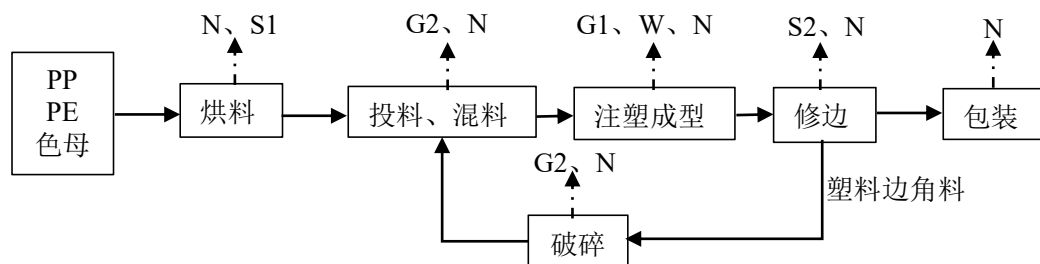 N、S1
G2、N
G1、W、N
S2、N
N
PP
PE
色母
烘料
投料、混料
注塑成型
修边
包装
G2、N
塑料边角料
破碎